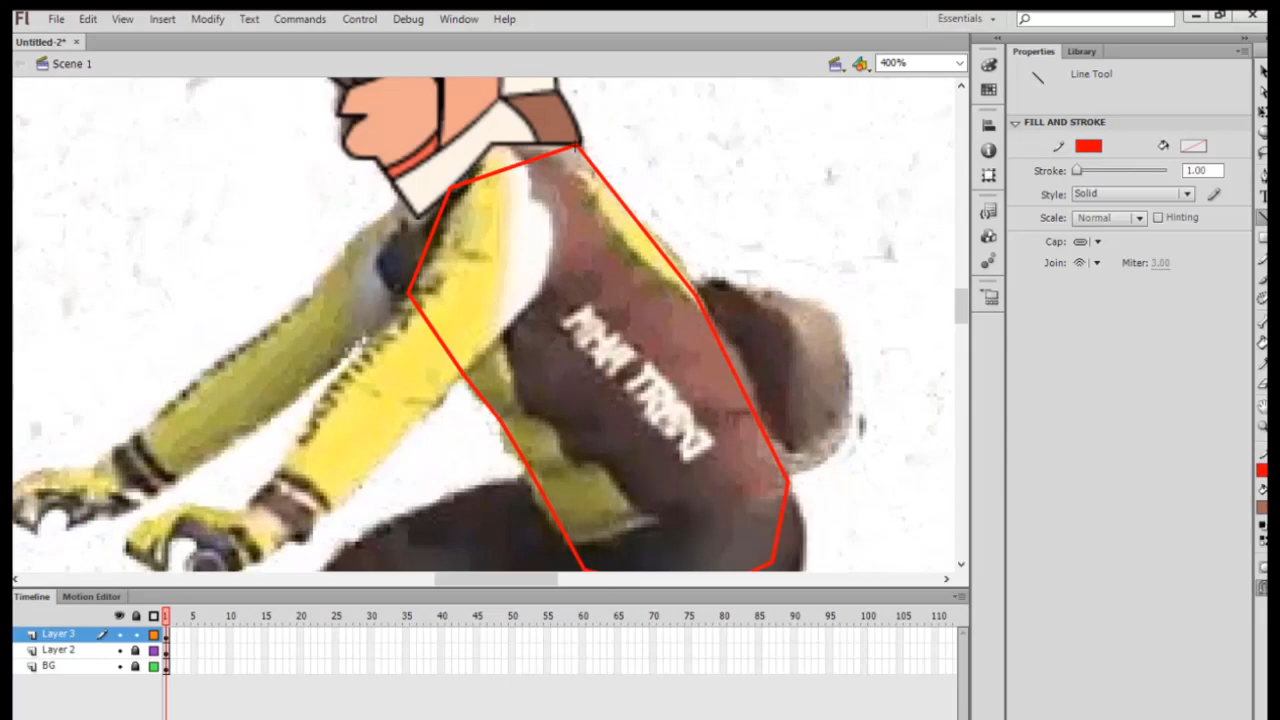 Fl File Edit View Insert Modify Text Commands Control Debug Window Help Essentials
Untitled-2* ×
Scene 1 400%
Properties Library
Line Tool
FILL AND STROKE
Stroke: 1.00
Style: Solid
Scale: Normal Hinting
Cap:
Join: Miter: 3.00
Timeline Motion Editor
1 5 10 15 20 25 30 35 40 45 50 55 60 65 70 75 80 85 90 95 100 105 110
Layer 3
Layer 2
BG